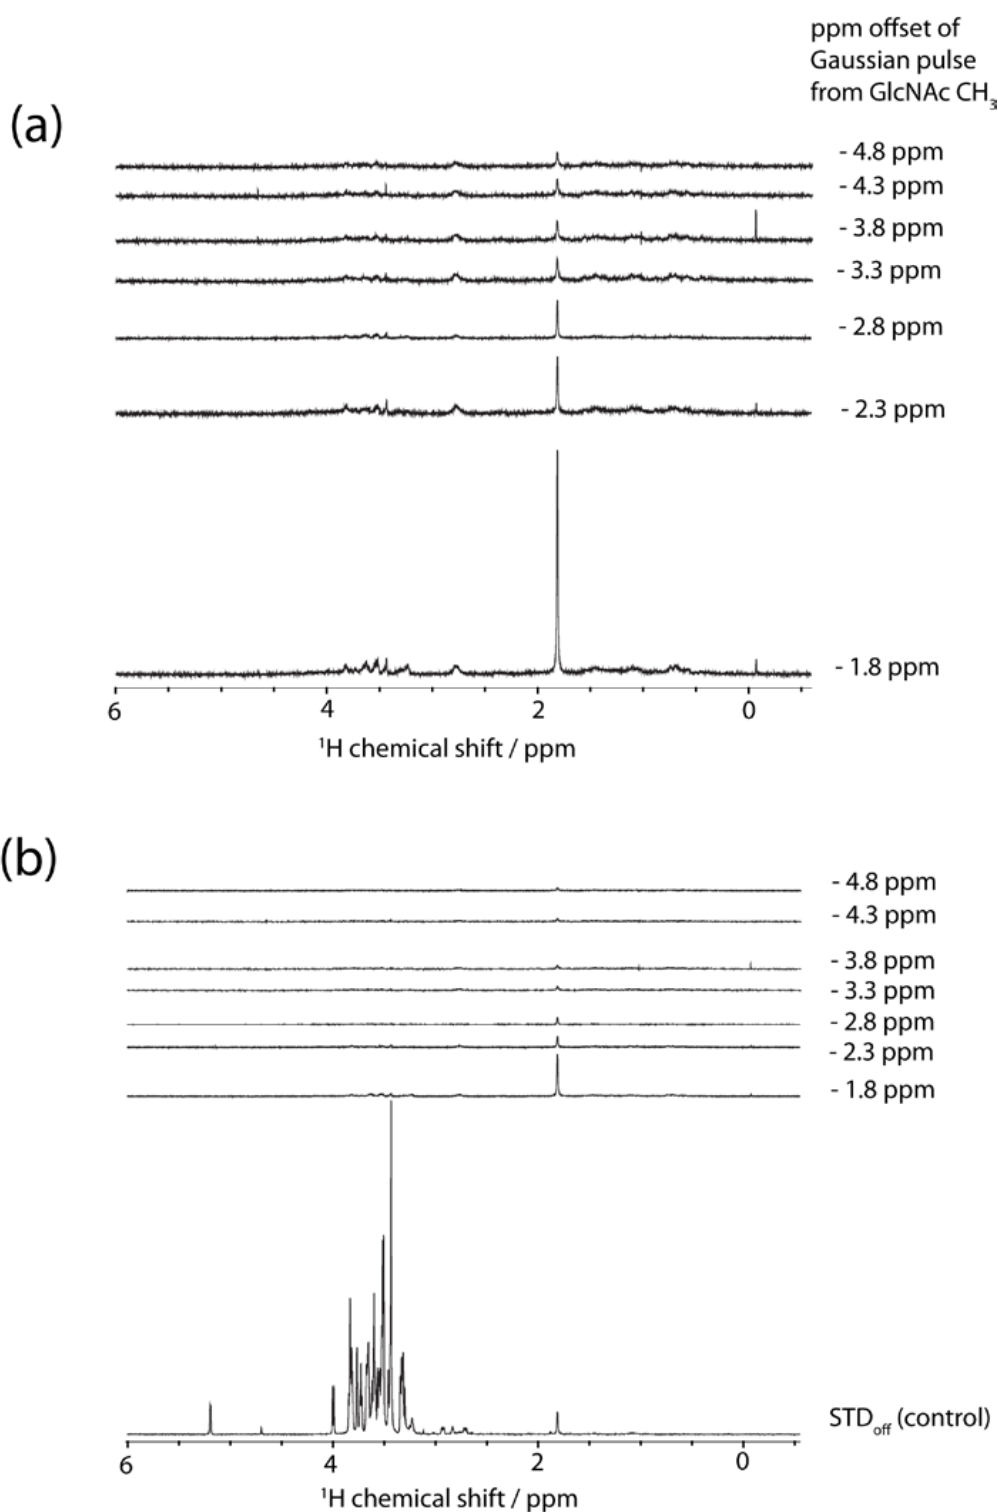 ppm offset of
Gaussian pulse
from GlcNAc CH₃
(a)
- 4.8 ppm
- 4.3 ppm
- 3.8 ppm
- 3.3 ppm
- 2.8 ppm
- 2.3 ppm
- 1.8 ppm
6 4 2 0
¹H chemical shift / ppm
(b)
- 4.8 ppm
- 4.3 ppm
- 3.8 ppm
- 3.3 ppm
- 2.8 ppm
- 2.3 ppm
- 1.8 ppm
STDoff (control)
6 4 2 0
¹H chemical shift / ppm